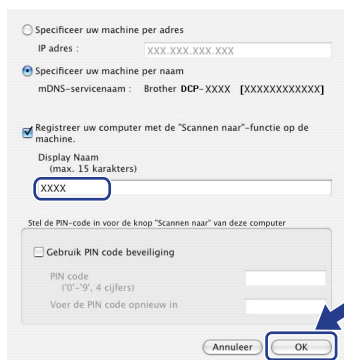 Specificeer uw machine per adres
IP adres : XXX.XXX.XXX.XXX
Specificeer uw machine per naam
mDNS-servicenaam : Brother DCP-XXXX [XXXXXXXXXXXX]
Registreer uw computer met de "Scannen naar"-functie op de
machine.
Display Naam
(max. 15 karakters)
XXXX
Stel de PIN-code in voor de knop "Scannen naar" van deze computer
Gebruik PIN code beveiliging
PIN code
('0'-'9', 4 cijfers)
Voer de PIN code opnieuw in
Annuleer OK